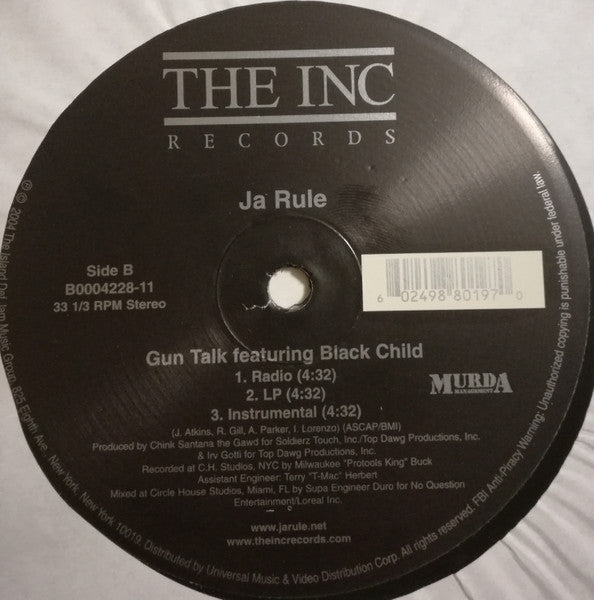 THE INC
RECORDS
Ja Rule
Side B
B0004228-11
33 1/3 RPM Stereo
6 02498 80197 0
Gun Talk featuring Black Child
1. Radio (4:32)
2. LP (4:32)
3. Instrumental (4:32)
(J. Atkins, R. Gill, A. Parker, I. Lorenzo) (ASCAP/BMI)
MURDA
MANAGEMENT
Produced by Chink Santana the Gawd for Soldierz Touch, Inc./Top Dawg Productions, Inc.
& Irv Gotti for Top Dawg Productions, Inc.
Recorded at C.H. Studios, NYC by Milwaukee "Protools King" Buck
Assistant Engineer: Terry "T-Mac" Herbert
Mixed at Circle House Studios, Miami, FL by Supa Engineer Duro for No Question
Entertainment/Loreal Inc.
www.jarule.net
www.theincrecords.com
℗ © 2004 The Island Def Jam Music Group, 825 Eighth Ave., New York, New York 10019. Distributed by Universal Music & Video Distribution Corp. All rights reserved. FBI Anti-Piracy Warning: Unauthorized copying is punishable under federal law.